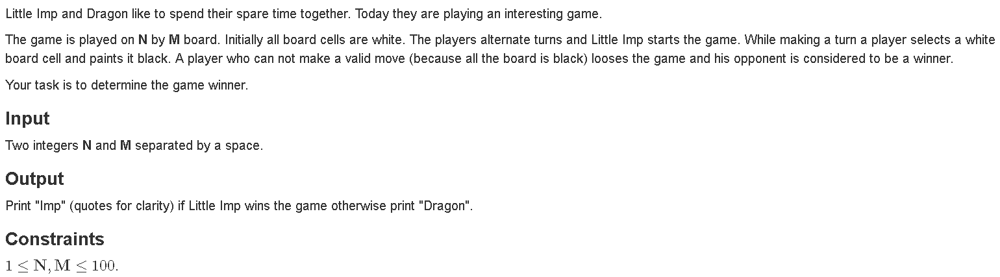 Little Imp and Dragon like to spend their spare time together. Today they are playing an interesting game.
The game is played on N by M board. Initially all board cells are white. The players alternate turns and Little Imp starts the game. While making a turn a player selects a white
board cell and paints it black. A player who can not make a valid move (because all the board is black) looses the game and his opponent is considered to be a winner.
Your task is to determine the game winner.
Input
Two integers N and M separated by a space.
Output
Print "Imp" (quotes for clarity) if Little Imp wins the game otherwise print "Dragon".
Constraints
1 ≤ N, M ≤ 100.